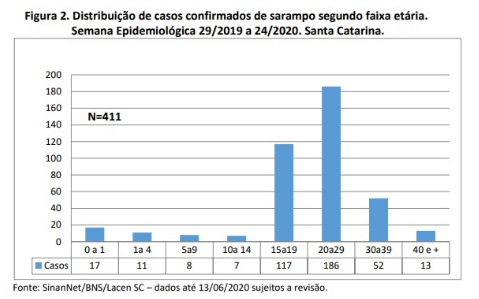 Figura 2. Distribuição de casos confirmados de sarampo segundo faixa etária.
Semana Epidemiológica 29/2019 a 24/2020. Santa Catarina.
200
180
160
140
120
100
80
60
40
20
0
N=411
0 a 1 1a 4 5a9 10a 14 15a19 20a29 30a39 40 e +
Casos 17 11 8 7 117 186 52 13
Fonte: SinanNet/BNS/Lacen SC – dados até 13/06/2020 sujeitos a revisão.